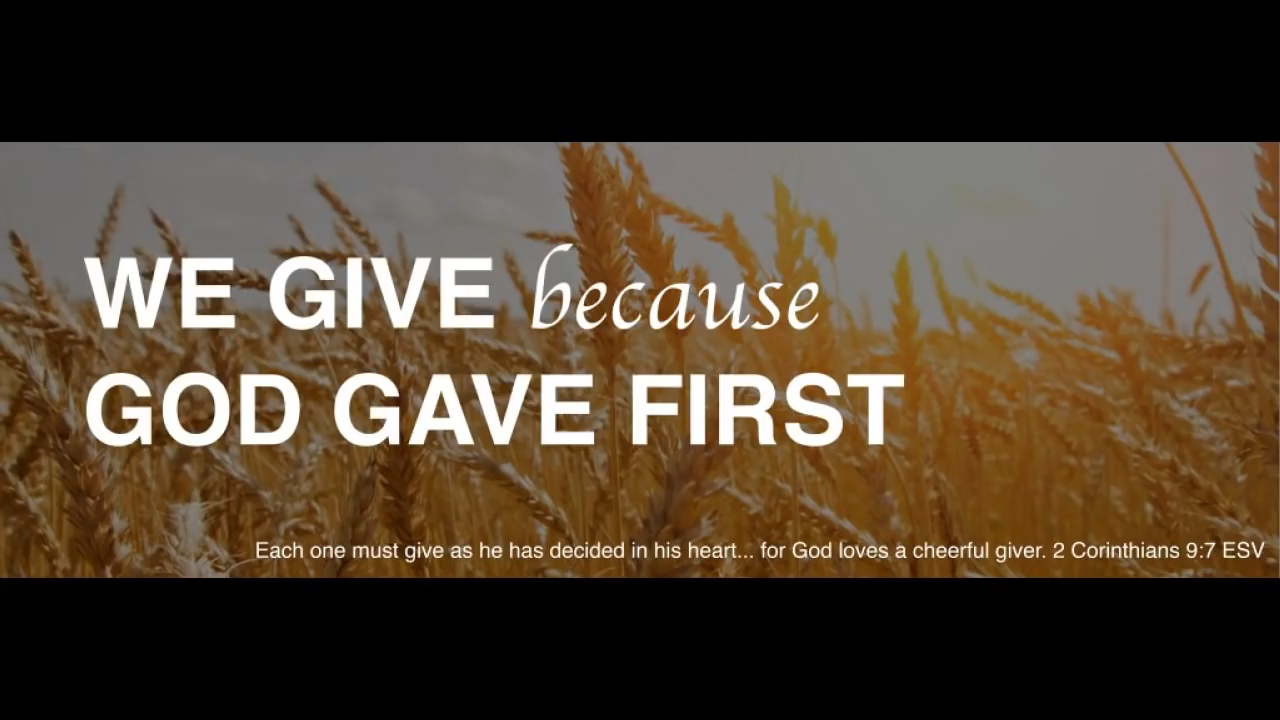 WE GIVE because
GOD GAVE FIRST
Each one must give as he has decided in his heart... for God loves a cheerful giver. 2 Corinthians 9:7 ESV